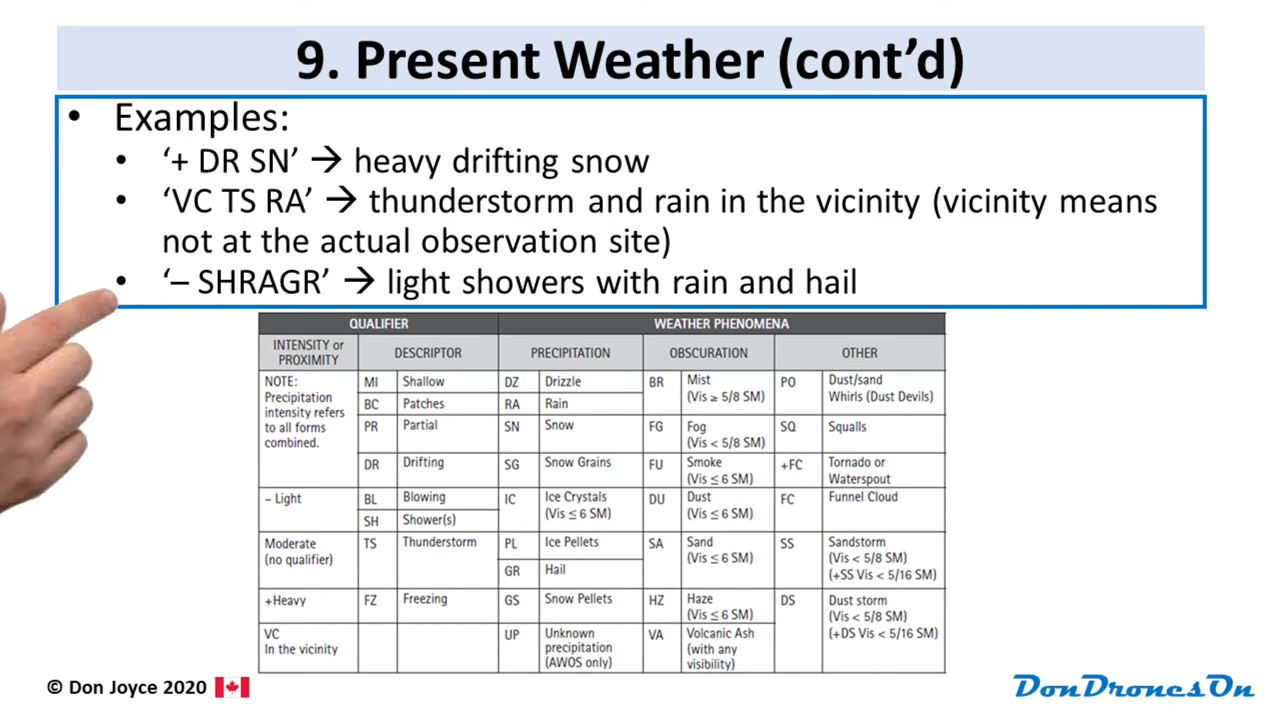 9. Present Weather (cont’d)
• Examples:
• ‘+ DR SN’ → heavy drifting snow
• ‘VC TS RA’ → thunderstorm and rain in the vicinity (vicinity means
not at the actual observation site)
• ‘– SHRAGR’ → light showers with rain and hail
QUALIFIER
WEATHER PHENOMENA
INTENSITY or
PROXIMITY
DESCRIPTOR
PRECIPITATION
OBSCURATION
OTHER
NOTE:
Precipitation
intensity refers
to all forms
combined.
MI Shallow
DZ Drizzle
BR Mist
(Vis ≥ 5/8 SM)
PO Dust/sand
Whirls (Dust Devils)
BC Patches
RA Rain
PR Partial
SN Snow
FG Fog
(Vis < 5/8 SM)
SQ Squalls
DR Drifting
SG Snow Grains
FU Smoke
(Vis ≤ 6 SM)
+FC Tornado or
Waterspout
– Light
BL Blowing
IC Ice Crystals
(Vis ≤ 6 SM)
DU Dust
(Vis ≤ 6 SM)
FC Funnel Cloud
SH Shower(s)
Moderate
(no qualifier)
TS Thunderstorm
PL Ice Pellets
SA Sand
(Vis ≤ 6 SM)
SS Sandstorm
(Vis < 5/8 SM)
(+SS Vis < 5/16 SM)
GR Hail
+Heavy
FZ Freezing
GS Snow Pellets
HZ Haze
(Vis ≤ 6 SM)
DS Dust storm
(Vis < 5/8 SM)
(+DS Vis < 5/16 SM)
VC
In the vicinity
UP Unknown
precipitation
(AWOS only)
VA Volcanic Ash
(with any
visibility)
© Don Joyce 2020
DonDronesOn